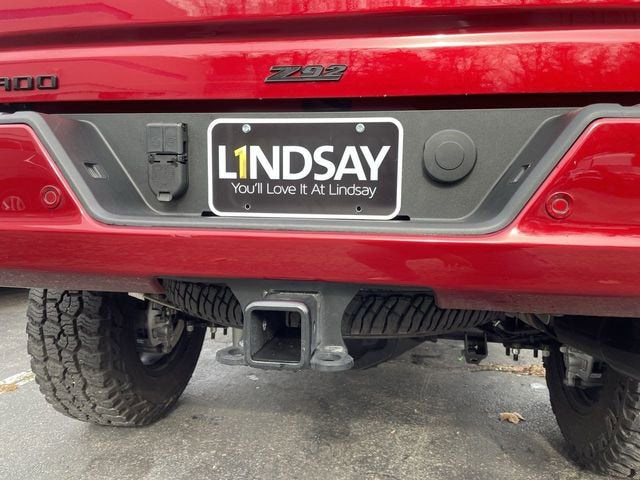 Z92
ADO
L1NDSAY
You'll Love It At Lindsay